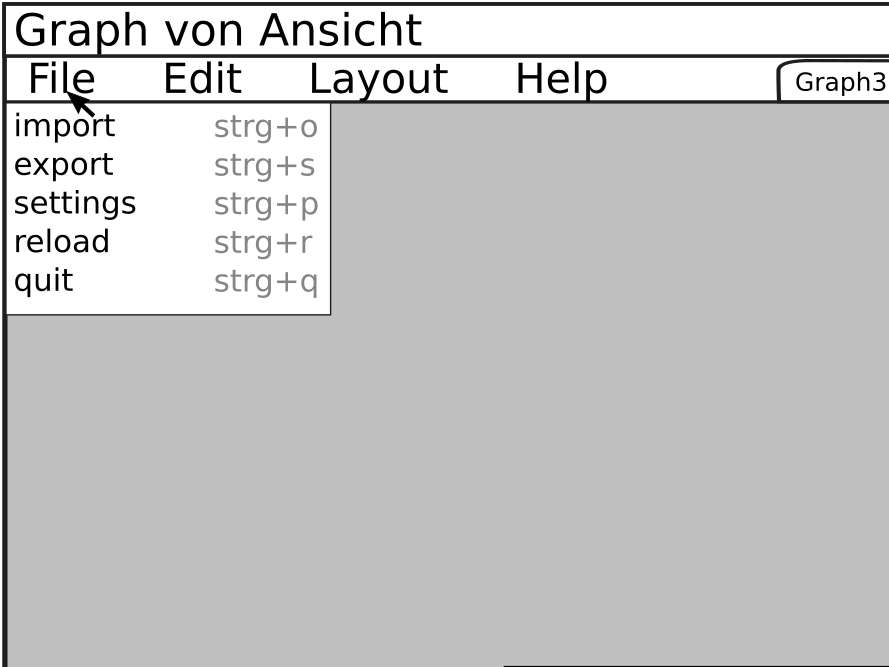 Graph von Ansicht
File Edit Layout Help Graph3
import strg+o
export strg+s
settings strg+p
reload strg+r
quit strg+q